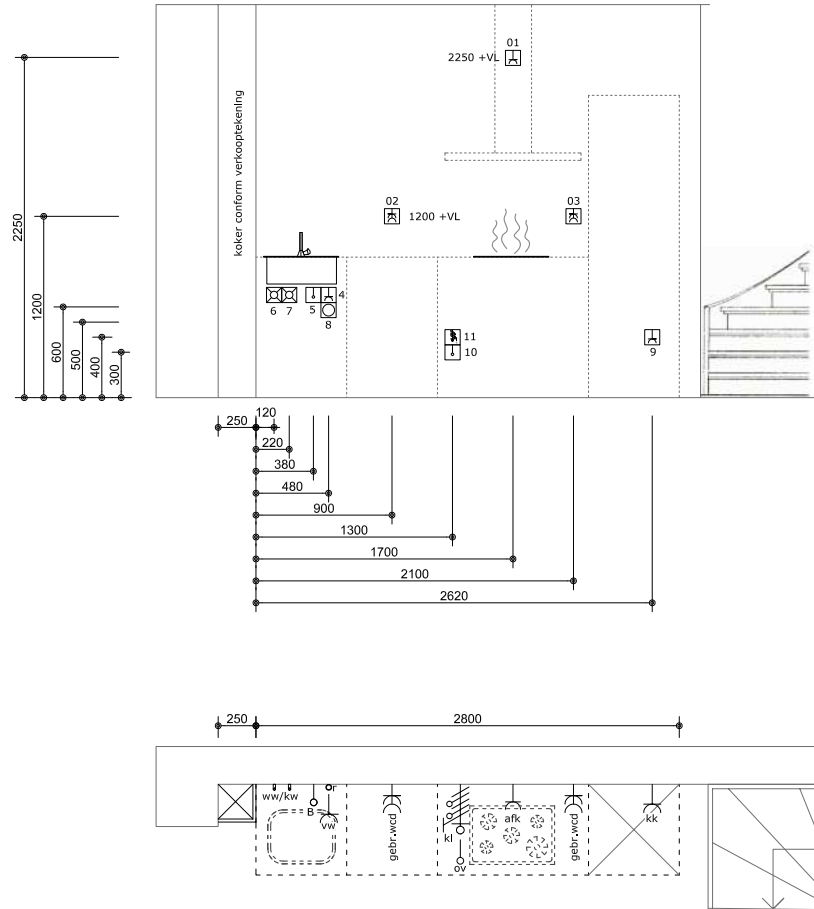 01
2250 +VL
koker conform verkooptekening
02
1200 +VL
03
2250
1200
600
500
400
300
6
7
5
4
8
11
10
9
250
120
220
380
480
900
1300
1700
2100
2620
250
2800
ww/kw
B
r
vw
gebr.wcd
kl
ov
afk
gebr.wcd
kk